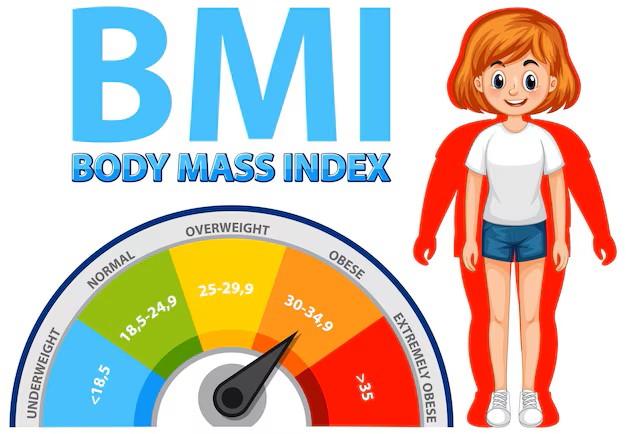 BMI
BODY MASS INDEX
UNDERWEIGHT
NORMAL
OVERWEIGHT
OBESE
EXTREMELY OBESE
<18,5
18,5-24,9
25-29,9
30-34,9
>35